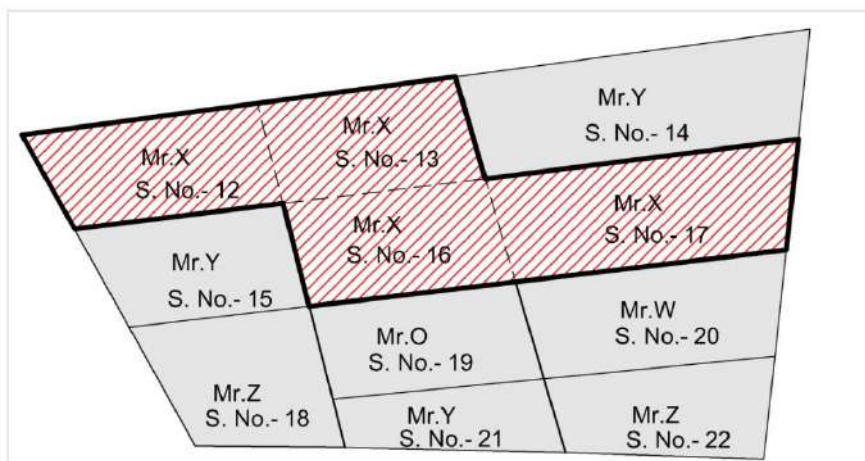 Mr.Y
S. No.- 14
Mr.X
S. No.- 13
Mr.X
S. No.- 12
Mr.X
S. No.- 17
Mr.X
S. No.- 16
Mr.Y
S. No.- 15
Mr.W
S. No.- 20
Mr.O
S. No.- 19
Mr.Z
S. No.- 18
Mr.Y
S. No.- 21
Mr.Z
S. No.- 22